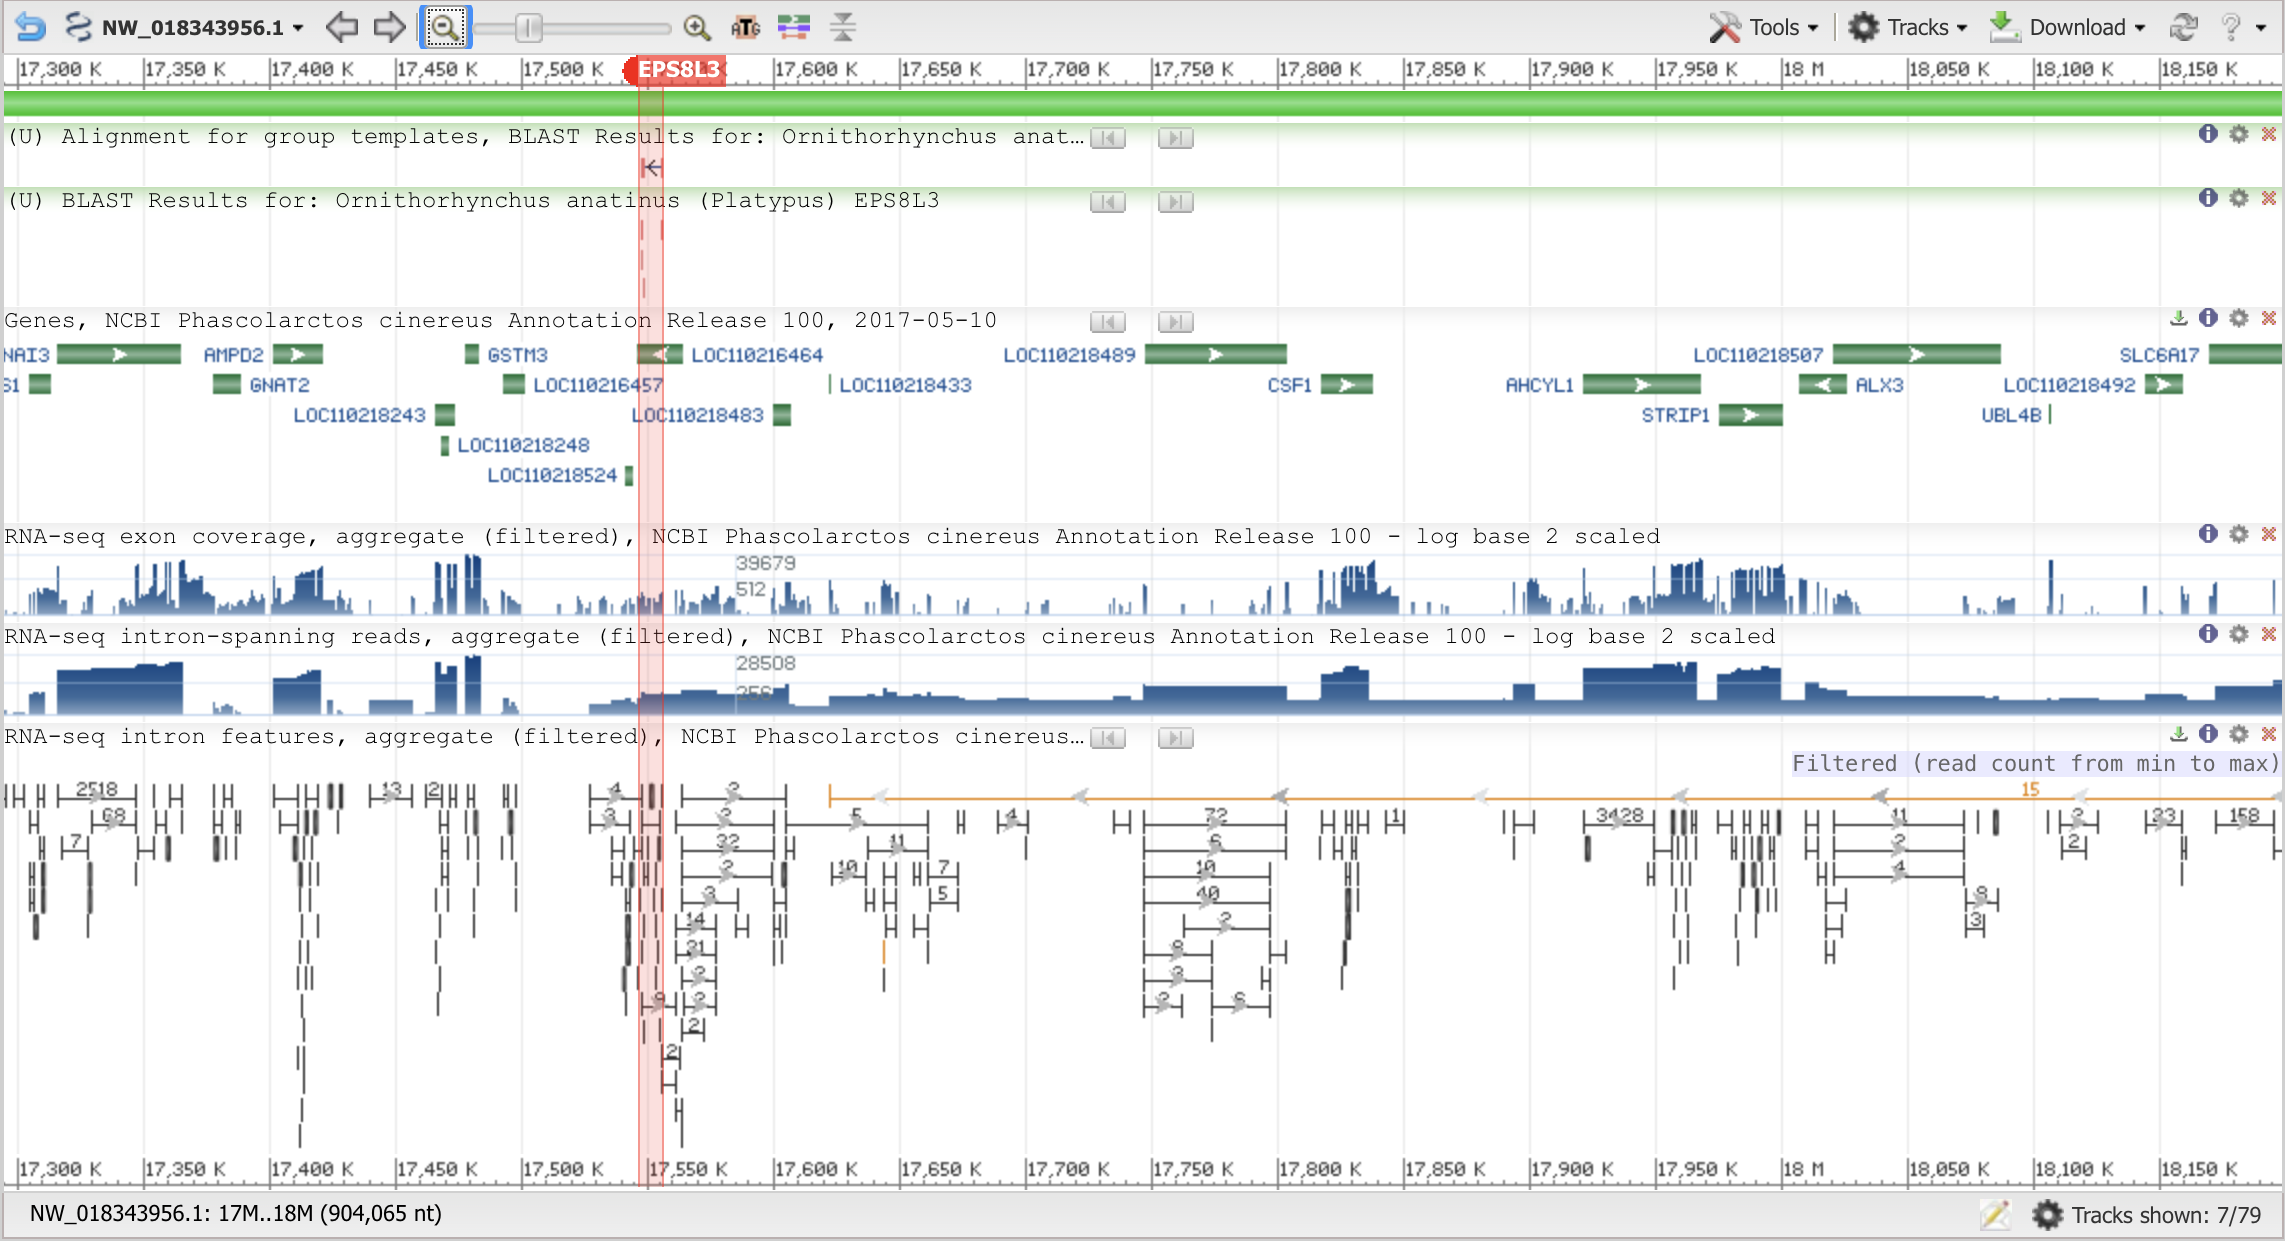 NW_018343956.1 Tools Tracks Download
17,300 K 17,350 K 17,400 K 17,450 K 17,500 K EPS8L3 17,600 K 17,650 K 17,700 K 17,750 K 17,800 K 17,850 K 17,900 K 17,950 K 18 M 18,050 K 18,100 K 18,150 K
(U) Alignment for group templates, BLAST Results for: Ornithorhynchus anat…
(U) BLAST Results for: Ornithorhynchus anatinus (Platypus) EPS8L3
Genes, NCBI Phascolarctos cinereus Annotation Release 100, 2017-05-10
NAI3 AMPD2 GSTM3 LOC110216464 LOC110218489 LOC110218507 SLC6A17
S1 GNAT2 LOC110216457 LOC110218433 CSF1 AHCYL1 ALX3 LOC110218492
LOC110218243 LOC110218483 STRIP1 UBL4B
LOC110218248
LOC110218524
RNA-seq exon coverage, aggregate (filtered), NCBI Phascolarctos cinereus Annotation Release 100 - log base 2 scaled
39679
512
RNA-seq intron-spanning reads, aggregate (filtered), NCBI Phascolarctos cinereus Annotation Release 100 - log base 2 scaled
28508
256
RNA-seq intron features, aggregate (filtered), NCBI Phascolarctos cinereus…
Filtered (read count from min to max)
2518 13 2 4 2 15
68 3 2 5 4 72 1 3428 11 2 23 158
7 32 11 6 2 2
2 10 7 10 4
3 5 40 8
14 2 3
31 8
2 3
9 2 2 6
2
2
17,300 K 17,350 K 17,400 K 17,450 K 17,500 K 17,550 K 17,600 K 17,650 K 17,700 K 17,750 K 17,800 K 17,850 K 17,900 K 17,950 K 18 M 18,050 K 18,100 K 18,150 K
NW_018343956.1: 17M..18M (904,065 nt) Tracks shown: 7/79